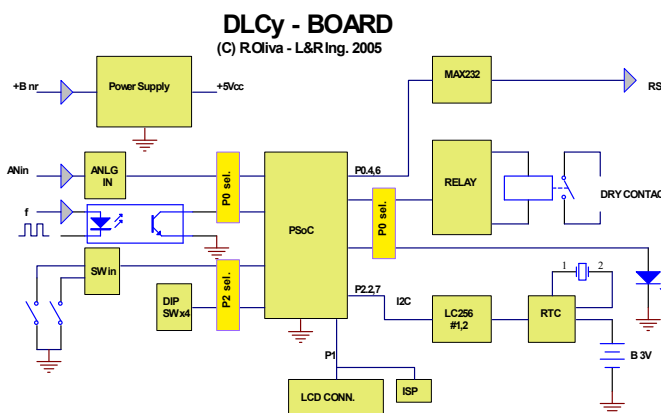 DLCy - BOARD
(C) R.Oliva - L&R Ing. 2005
+B nr
Power Supply
+5Vcc
MAX232
RS
ANin
ANLG
IN
P0 sel.
PSoC
P0.4,6
P0 sel.
RELAY
DRY CONTAC
f
SWin
P2 sel.
DIP
SWx4
P2.2,7
I2C
LC256
#1,2
RTC
1
2
B 3V
P1
LCD CONN.
ISP